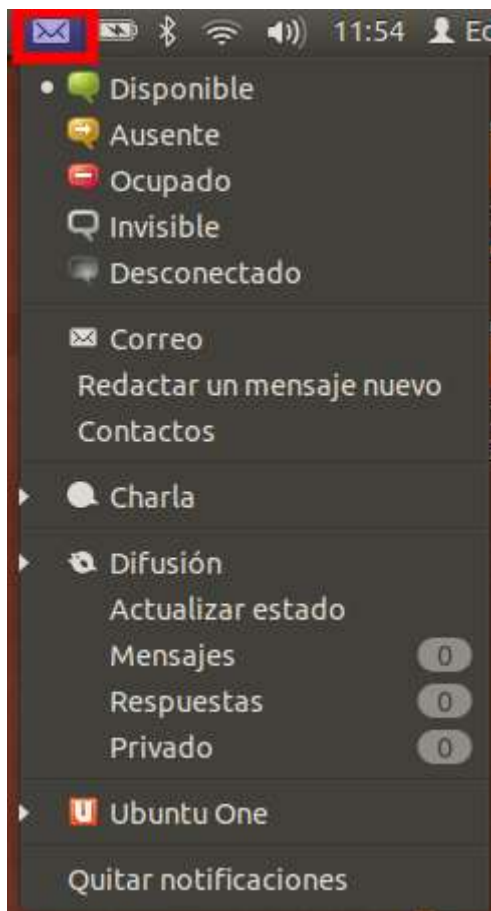 11:54 Ec
Disponible
Ausente
Ocupado
Invisible
Desconectado
Correo
Redactar un mensaje nuevo
Contactos
Charla
Difusión
Actualizar estado
Mensajes 0
Respuestas 0
Privado 0
Ubuntu One
Quitar notificaciones